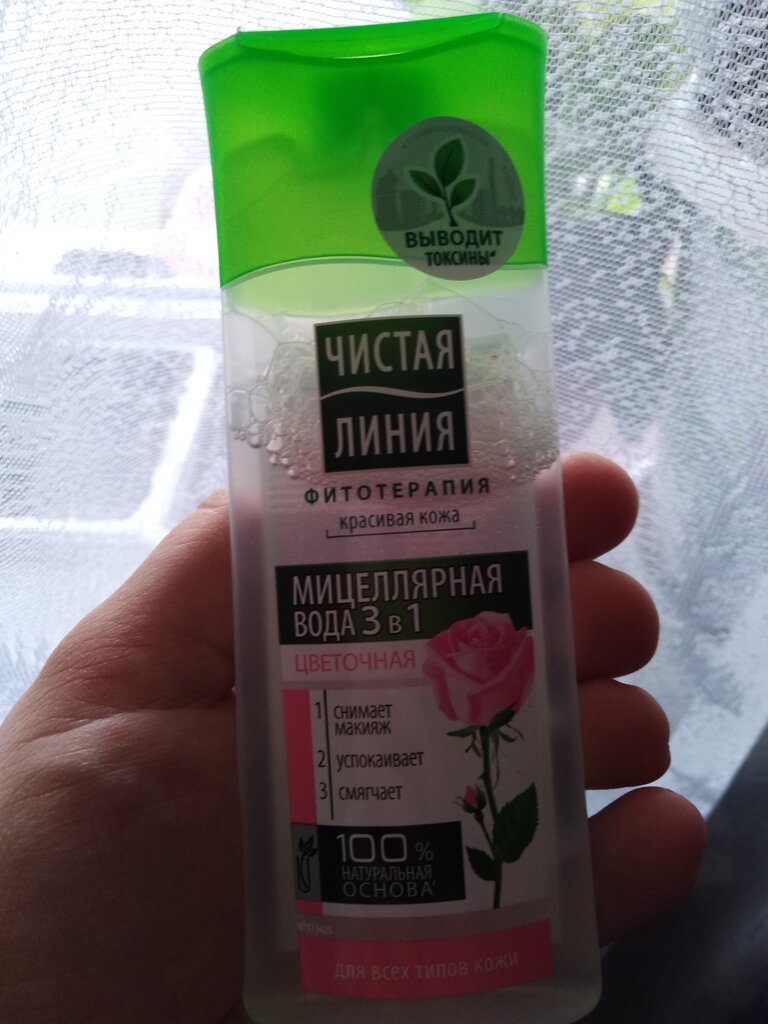 ВЫВОДИТ
ТОКСИНЫ*
ЧИСТАЯ
ЛИНИЯ
ФИТОТЕРАПИЯ
красивая кожа
МИЦЕЛЛЯРНАЯ
ВОДА 3 в 1
ЦВЕТОЧНАЯ
1 снимает
макияж
2 успокаивает
3 смягчает
100%
НАТУРАЛЬНАЯ
ОСНОВА*
для всех типов кожи